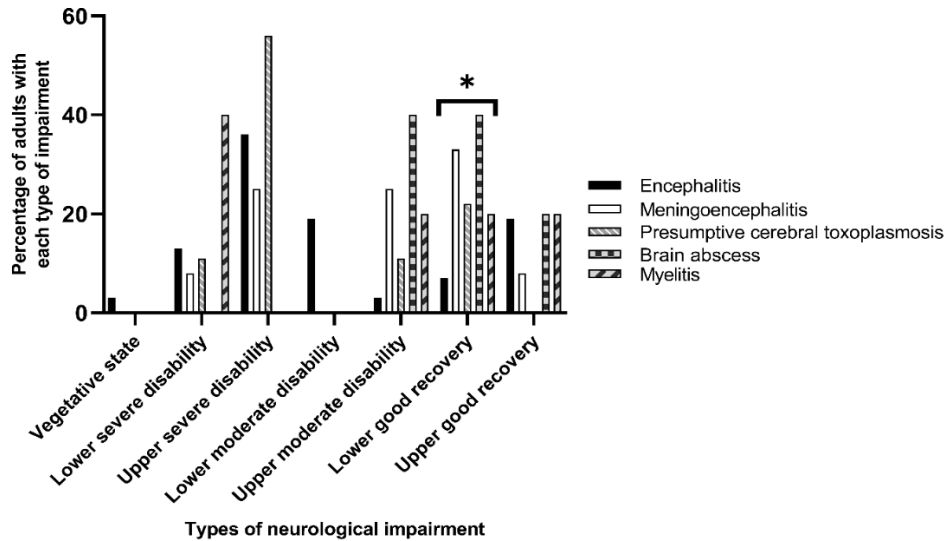 60
40
20
0
Percentage of adults with
each type of impairment
*
Vegetative state
Lower severe disability
Upper severe disability
Lower moderate disability
Upper moderate disability
Lower good recovery
Upper good recovery
Types of neurological impairment
Encephalitis
Meningoencephalitis
Presumptive cerebral toxoplasmosis
Brain abscess
Myelitis